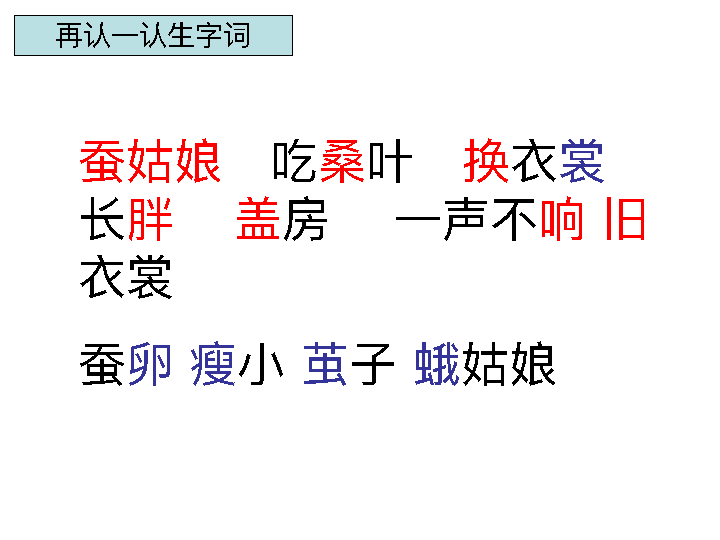 再认一认生字词
蚕姑娘 吃桑叶 换衣裳
长胖 盖房 一声不响 旧
衣裳
蚕卵 瘦小 茧子 蛾姑娘